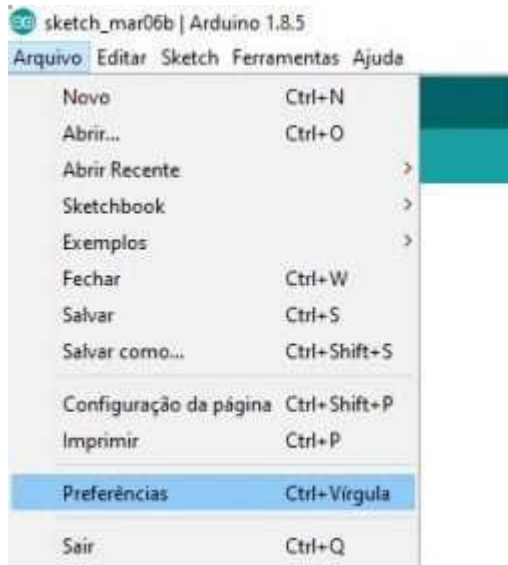 sketch_mar06b | Arduino 1.8.5
Arquivo Editar Sketch Ferramentas Ajuda
Novo Ctrl+N
Abrir... Ctrl+O
Abrir Recente >
Sketchbook >
Exemplos >
Fechar Ctrl+W
Salvar Ctrl+S
Salvar como... Ctrl+Shift+S
Configuração da página Ctrl+Shift+P
Imprimir Ctrl+P
Preferências Ctrl+Vírgula
Sair Ctrl+Q